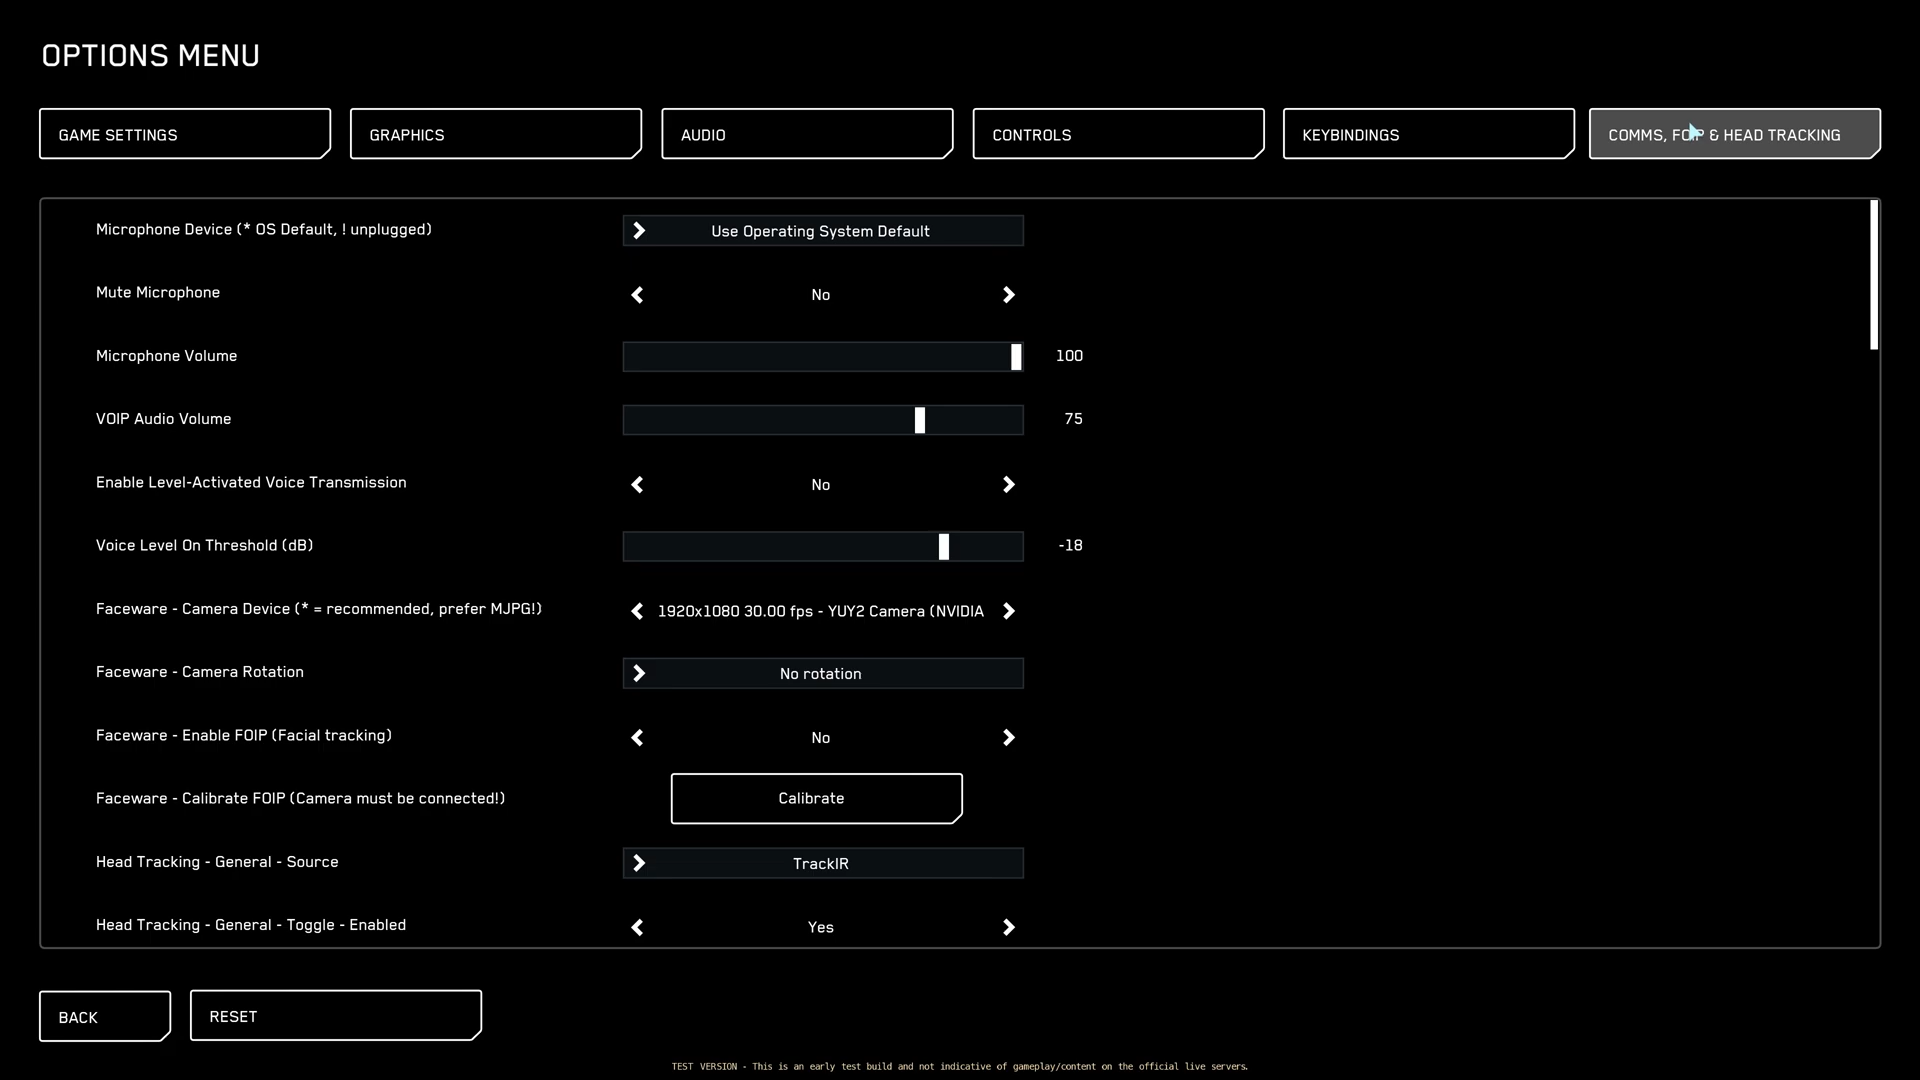 OPTIONS MENU
GAME SETTINGS
GRAPHICS
AUDIO
CONTROLS
KEYBINDINGS
COMMS, FOIP & HEAD TRACKING
Microphone Device (* OS Default, ! unplugged)
Use Operating System Default
Mute Microphone
No
Microphone Volume
100
VOIP Audio Volume
75
Enable Level-Activated Voice Transmission
No
Voice Level On Threshold (dB)
-18
Faceware - Camera Device (* = recommended, prefer MJPG!)
1920x1080 30.00 fps - YUY2 Camera (NVIDIA
Faceware - Camera Rotation
No rotation
Faceware - Enable FOIP (Facial tracking)
No
Faceware - Calibrate FOIP (Camera must be connected!)
Calibrate
Head Tracking - General - Source
TrackIR
Head Tracking - General - Toggle - Enabled
Yes
BACK
RESET
TEST VERSION - This is an early test build and not indicative of gameplay/content on the official live servers.